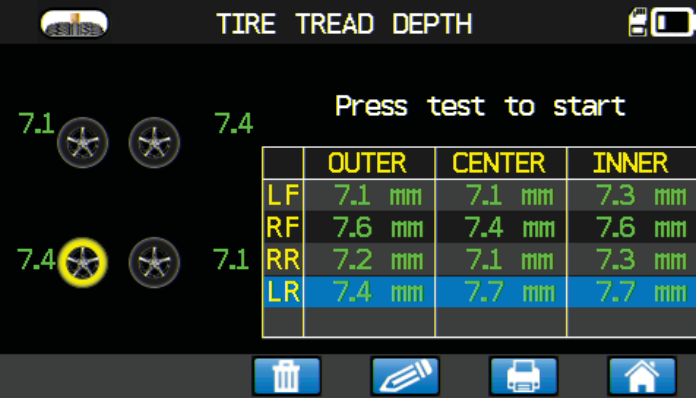 TIRE TREAD DEPTH
Press test to start
7.1 7.4
7.4 7.1
OUTER CENTER INNER
LF 7.1 mm 7.1 mm 7.3 mm
RF 7.6 mm 7.4 mm 7.6 mm
RR 7.2 mm 7.1 mm 7.3 mm
LR 7.4 mm 7.7 mm 7.7 mm